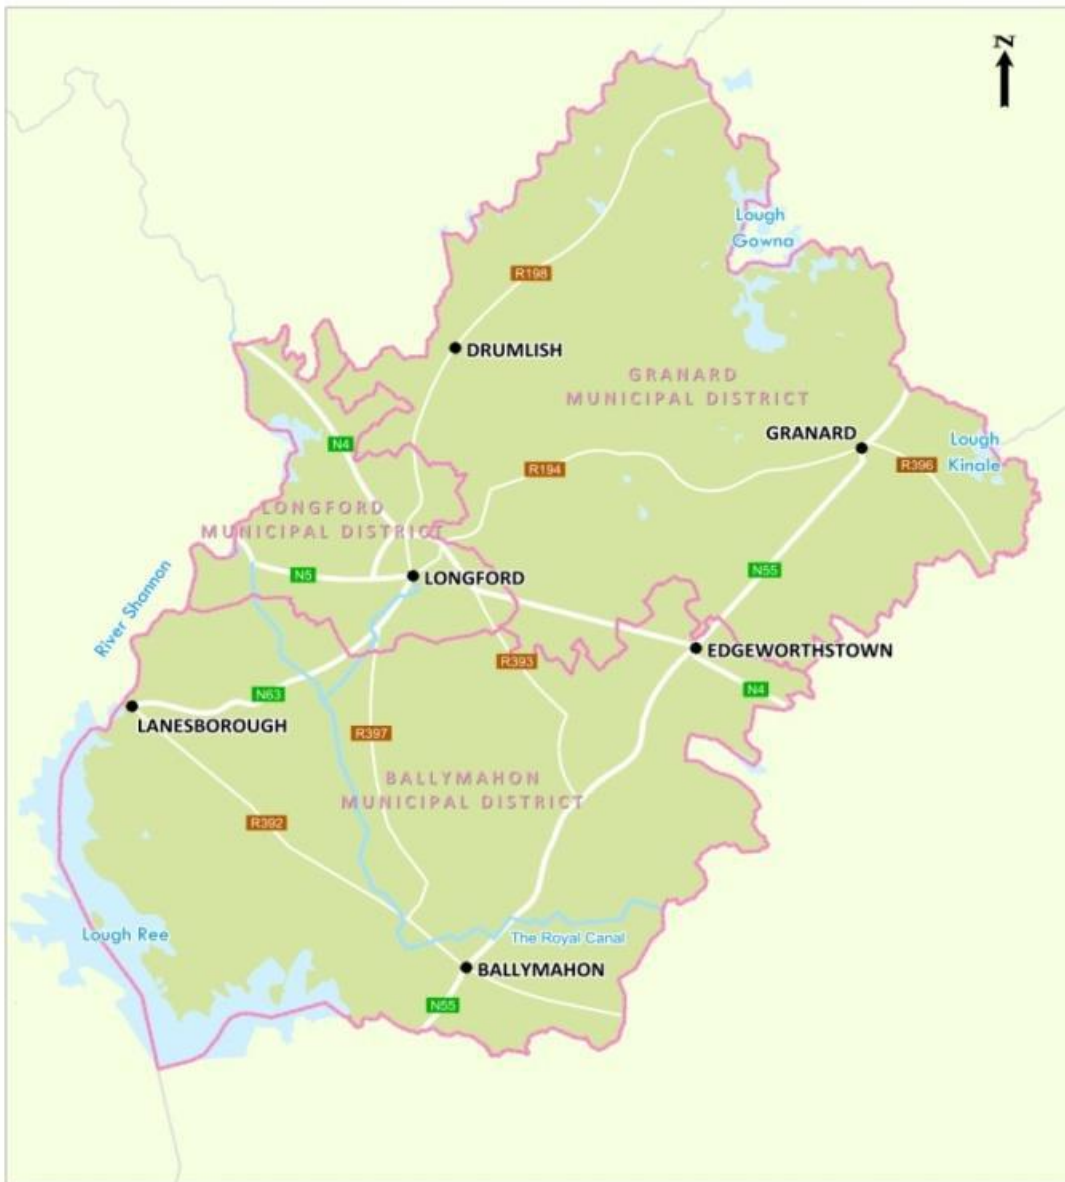 N
Lough
Gowna
R198
DRUMLISH
GRANARD
MUNICIPAL DISTRICT
GRANARD
N4
Lough
Kinale
R194
R396
LONGFORD
MUNICIPAL DISTRICT
River Shannon
N5
LONGFORD
N55
EDGEWORTHSTOWN
R393
N63
N4
LANESBOROUGH
R397
BALLYMAHON
MUNICIPAL DISTRICT
R392
Lough Ree
The Royal Canal
BALLYMAHON
N55